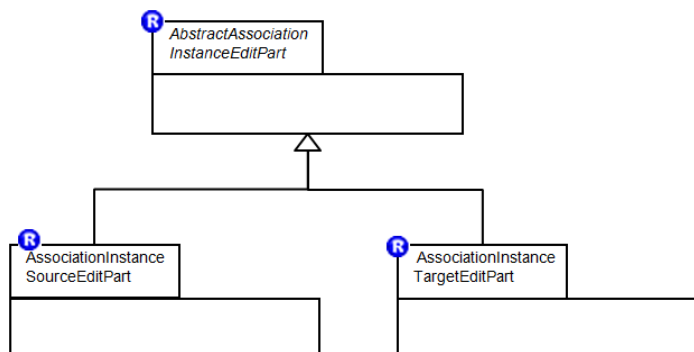 R
AbstractAssociation
InstanceEditPart
R
AssociationInstance
SourceEditPart
R
AssociationInstance
TargetEditPart